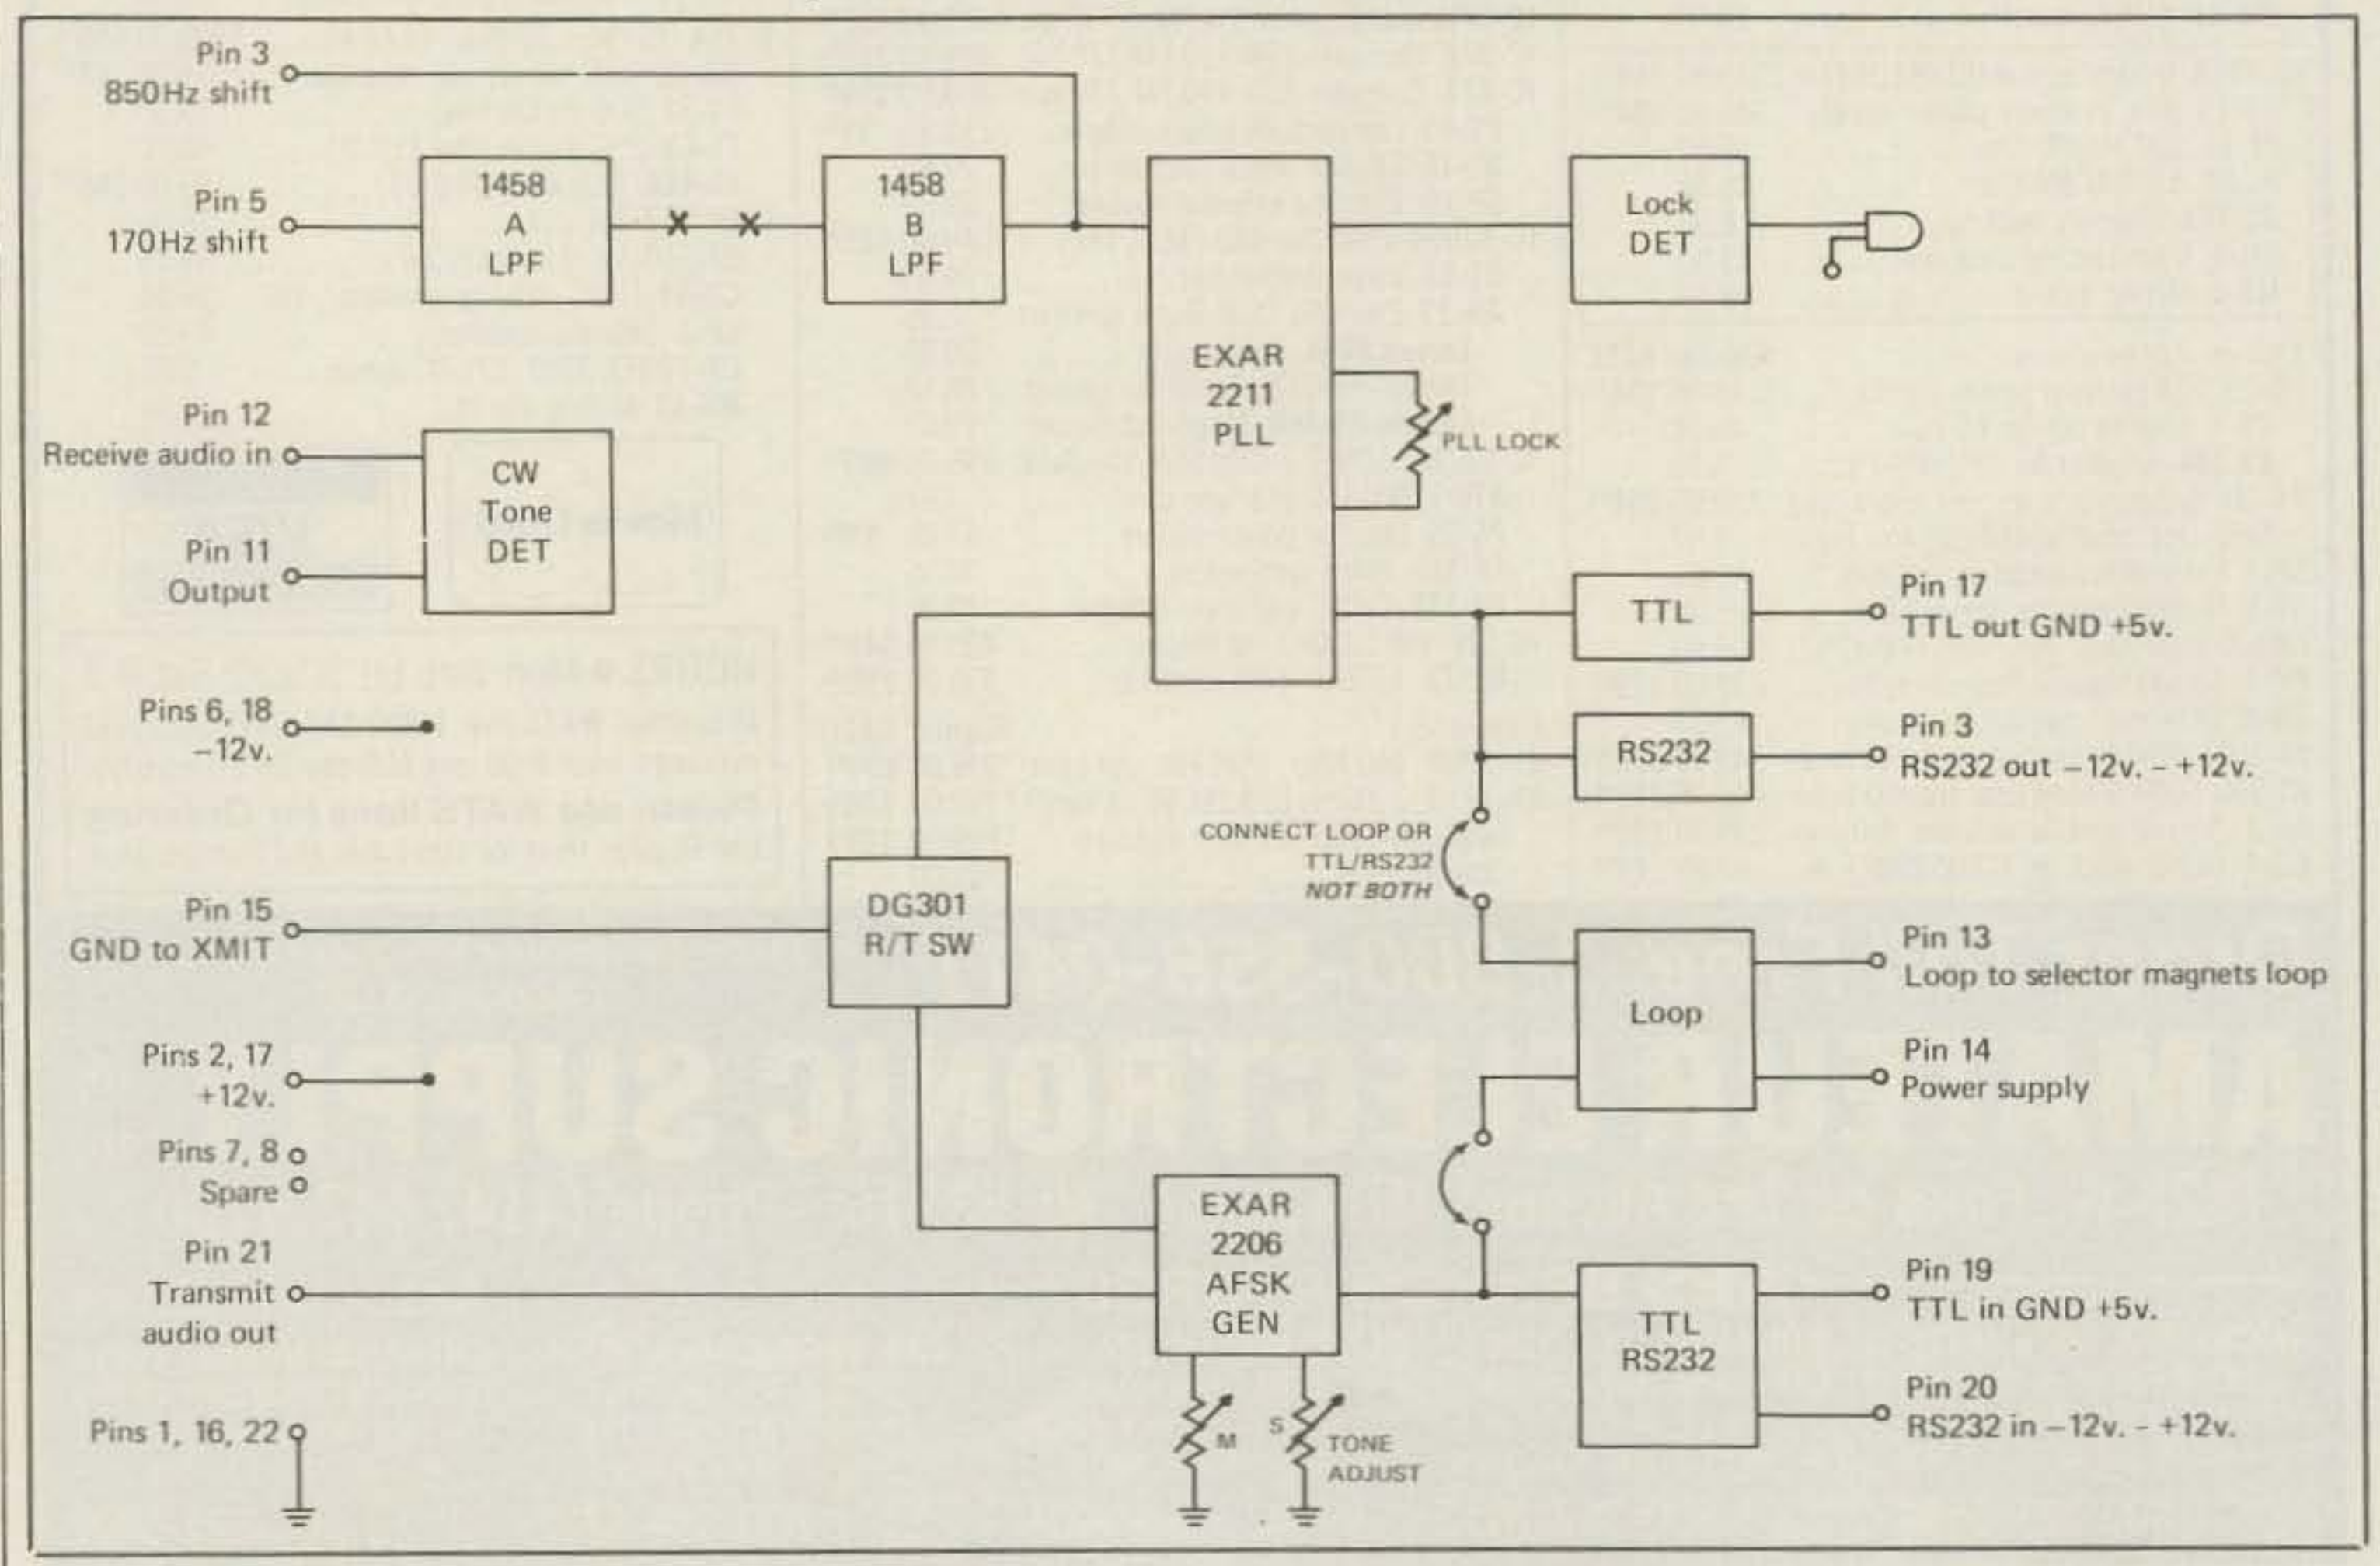 Pin 3
850Hz shift
Pin 5
170Hz shift
1458
A
LPF
X X
1458
B
LPF
EXAR
2211
PLL
Lock
DET
PLL LOCK
Pin 12
Receive audio in
Pin 11
Output
CW
Tone
DET
Pins 6, 18
−12v.
Pin 15
GND to XMIT
DG301
R/T SW
Pins 2, 17
+12v.
Pins 7, 8
Spare
Pin 21
Transmit
audio out
Pins 1, 16, 22
TTL
Pin 17
TTL out GND +5v.
RS232
Pin 3
RS232 out −12v. – +12v.
CONNECT LOOP OR
TTL/RS232
NOT BOTH
Loop
Pin 13
Loop to selector magnets loop
Pin 14
Power supply
EXAR
2206
AFSK
GEN
M
S
TONE
ADJUST
TTL
RS232
Pin 19
TTL in GND +5v.
Pin 20
RS232 in −12v. – +12v.